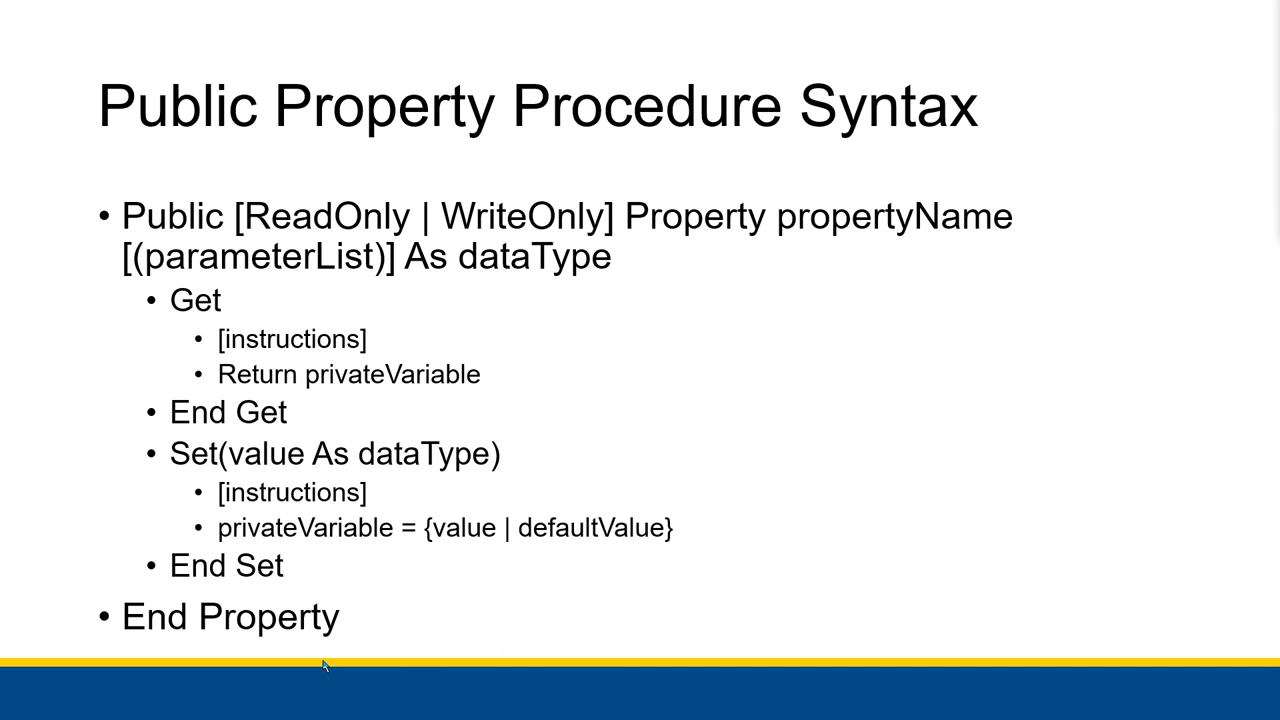 Public Property Procedure Syntax
• Public [ReadOnly | WriteOnly] Property propertyName
[(parameterList)] As dataType
• Get
• [instructions]
• Return privateVariable
• End Get
• Set(value As dataType)
• [instructions]
• privateVariable = {value | defaultValue}
• End Set
• End Property